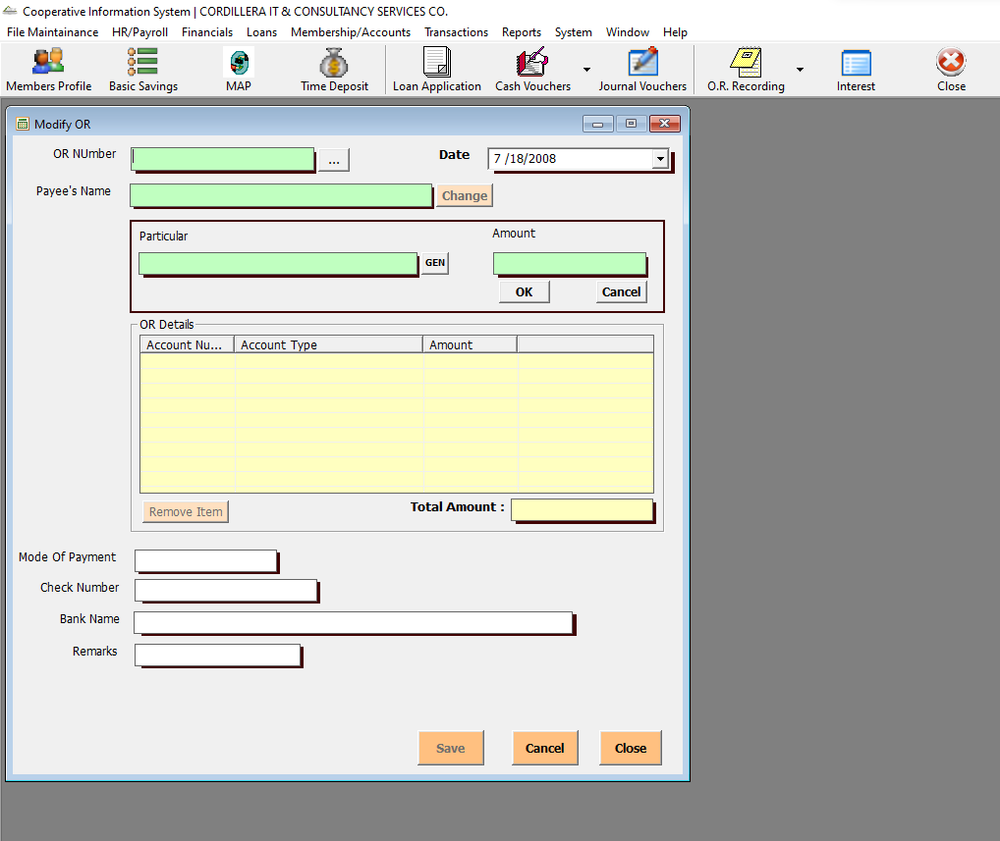 Cooperative Information System | CORDILLERA IT & CONSULTANCY SERVICES CO.
File Maintainance HR/Payroll Financials Loans Membership/Accounts Transactions Reports System Window Help
Members Profile Basic Savings MAP Time Deposit Loan Application Cash Vouchers Journal Vouchers O.R. Recording Interest Close
Modify OR
OR NUmber ... Date 7 /18/2008
Payee's Name Change
Particular Amount
GEN
OK Cancel
OR Details
Account Nu... Account Type Amount
Remove Item Total Amount :
Mode Of Payment
Check Number
Bank Name
Remarks
Save Cancel Close